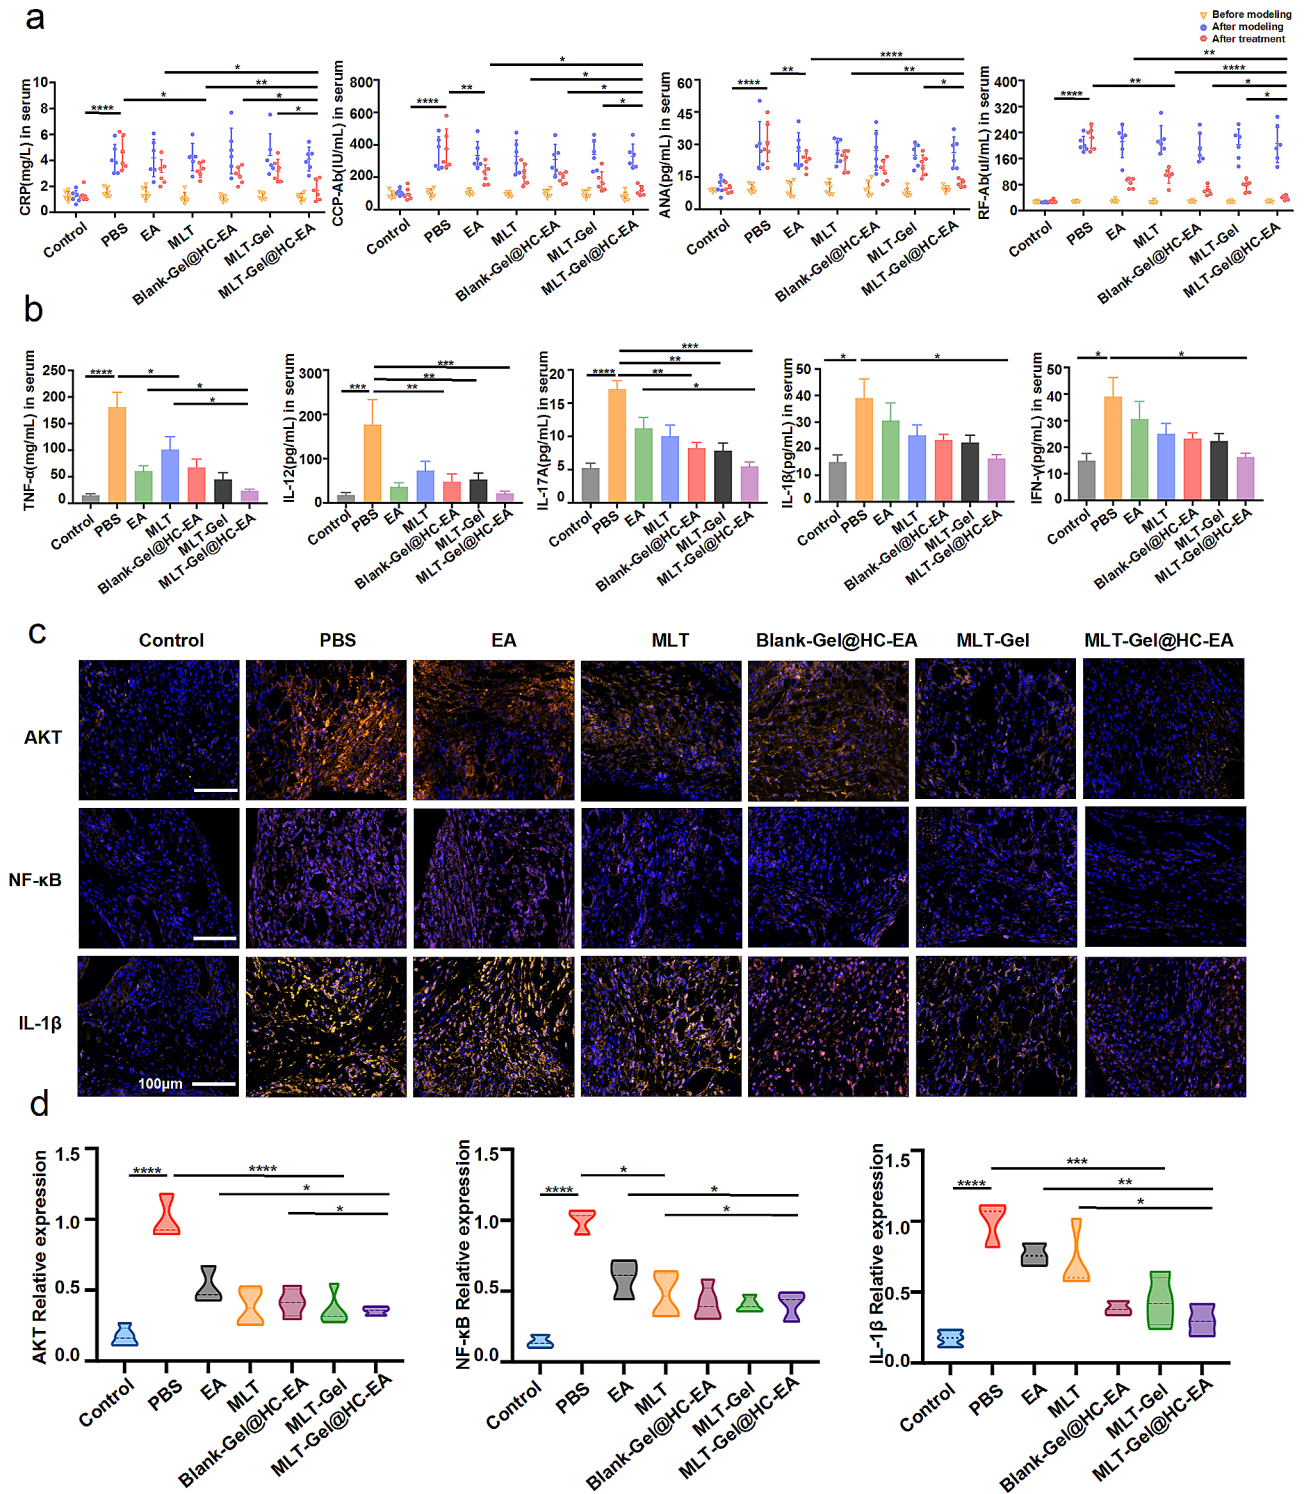 a
Before modeling
After modeling
After treatment
CRP(mg/L) in serum
10
8
6
4
2
0
****
*
*
**
*
*
Control
PBS
EA
MLT
Blank-Gel@HC-EA
MLT-Gel
MLT-Gel@HC-EA
CCP-Ab(U/mL) in serum
800
600
400
200
0
****
**
*
*
*
*
Control
PBS
EA
MLT
Blank-Gel@HC-EA
MLT-Gel
MLT-Gel@HC-EA
ANA(pg/mL) in serum
60
45
30
15
0
****
**
****
**
*
Control
PBS
EA
MLT
Blank-Gel@HC-EA
MLT-Gel
MLT-Gel@HC-EA
RF-Ab(uU/mL) in serum
400
320
240
160
80
0
****
**
**
****
*
*
Control
PBS
EA
MLT
Blank-Gel@HC-EA
MLT-Gel
MLT-Gel@HC-EA
b
TNF-α(mg/mL) in serum
250
200
150
100
50
0
****
*
*
*
Control
PBS
EA
MLT
Blank-Gel@HC-EA
MLT-Gel
MLT-Gel@HC-EA
IL-12(pg/mL) in serum
300
200
100
0
***
***
**
**
Control
PBS
EA
MLT
Blank-Gel@HC-EA
MLT-Gel
MLT-Gel@HC-EA
IL-17A(pg/mL) in serum
20
15
10
5
0
****
***
**
**
*
Control
PBS
EA
MLT
Blank-Gel@HC-EA
MLT-Gel
MLT-Gel@HC-EA
IL-1β(pg/mL) in serum
50
40
30
20
10
0
*
*
Control
PBS
EA
MLT
Blank-Gel@HC-EA
MLT-Gel
MLT-Gel@HC-EA
IFN-γ(pg/mL) in serum
50
40
30
20
10
0
*
*
Control
PBS
EA
MLT
Blank-Gel@HC-EA
MLT-Gel
MLT-Gel@HC-EA
c
Control PBS EA MLT Blank-Gel@HC-EA MLT-Gel MLT-Gel@HC-EA
AKT
NF-κB
IL-1β
100μm
d
AKT Relative expression
1.5
1.0
0.5
0.0
****
****
*
*
Control
PBS
EA
MLT
Blank-Gel@HC-EA
MLT-Gel
MLT-Gel@HC-EA
NF-κB Relative expression
1.5
1.0
0.5
0.0
****
*
*
*
Control
PBS
EA
MLT
Blank-Gel@HC-EA
MLT-Gel
MLT-Gel@HC-EA
IL-1β Relative expression
1.5
1.0
0.5
0.0
****
***
**
*
Control
PBS
EA
MLT
Blank-Gel@HC-EA
MLT-Gel
MLT-Gel@HC-EA